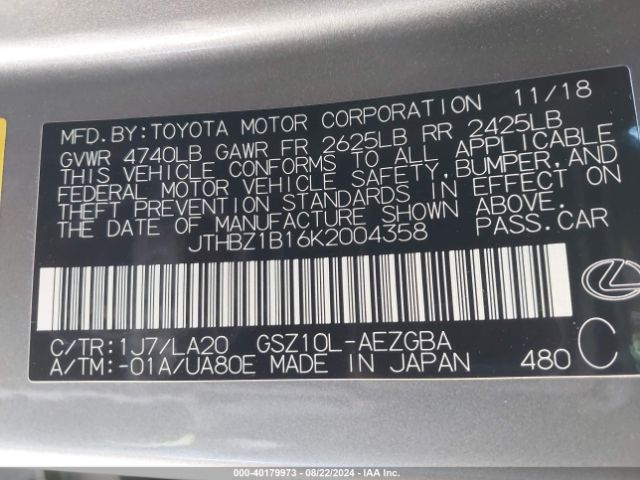 MFD.BY:TOYOTA MOTOR CORPORATION 11/18
GVWR 4740LB GAWR FR 2625LB RR 2425LB
THIS VEHICLE CONFORMS TO ALL APPLICABLE
FEDERAL MOTOR VEHICLE SAFETY,BUMPER,AND
THEFT PREVENTION STANDARDS IN EFFECT ON
THE DATE OF MANUFACTURE SHOWN ABOVE.
JTHBZ1B16K2004358 PASS.CAR
C/TR:1J7/LA20 GSZ10L-AEZGBA
A/TM:-01A/UA80E MADE IN JAPAN 480 C
000-40179973 - 08/22/2024 - IAA Inc.